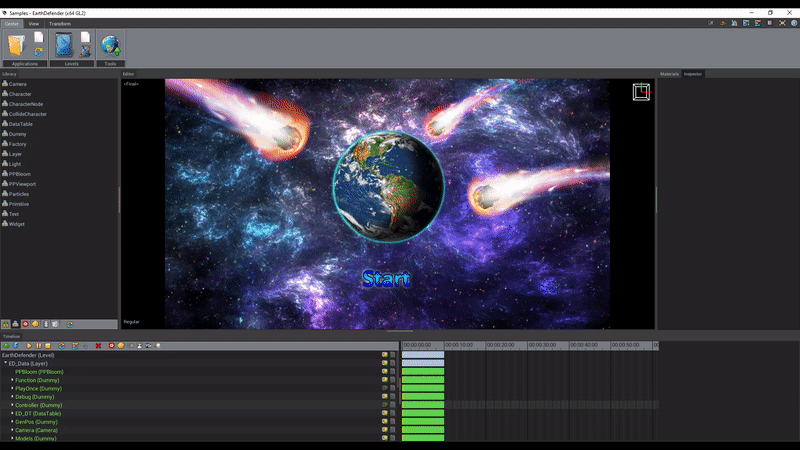 Samples - EarthDefender (x64 GL2)
Center View Transform
Applications Levels Tools
Library
Editor
Materials Inspector
Camera
Character
CharacterNode
CollideCharacter
DataTable
Dummy
Factory
Layer
Light
PPBloom
PPViewport
Particles
Primitive
Text
Widget
<Final>
Start
Regular
Timeline
00:00:00:00 00:00:10:00 00:00:20:00 00:00:30:00 00:00:40:00 00:00:50:00 00
EarthDefender (Level)
ED_Data (Layer)
PPBloom (PPBloom)
Function (Dummy)
PlayOnce (Dummy)
Debug (Dummy)
Controller (Dummy)
ED_DT (DataTable)
GenPos (Dummy)
Camera (Camera)
Models (Dummy)